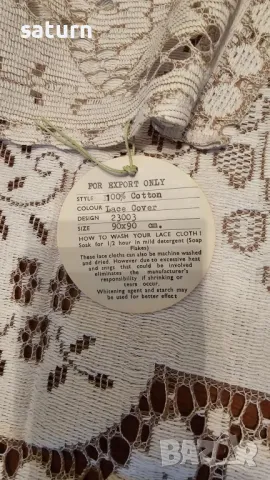 saturn
FOR EXPORT ONLY
STYLE 100% Cotton
COLOUR Lace Cover
DESIGN 23003
SIZE 90x90 cm.
HOW TO WASH YOUR LACE CLOTH!
Soak for 1/2 hour in mild detergent (Soap
Flakes)
These lace cloths can also be machine washed
and dried. However due to excessive heat
and snags that could be involved
eliminates the manufacturer's
responsibility if shrinking or
tears occur.
Whitening spent and starch may
be used for better effect!
bazar